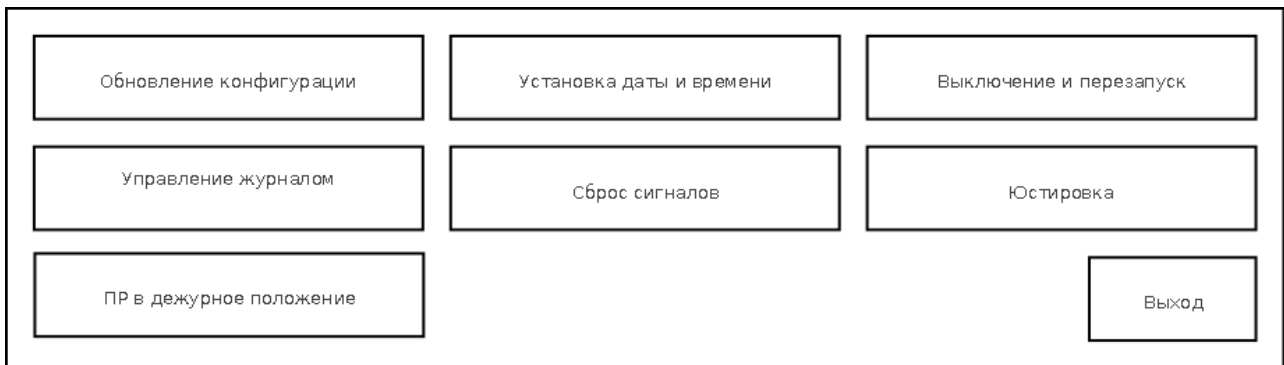 Обновление конфигурации
Установка даты и времени
Выключение и перезапуск
Управление журналом
Сброс сигналов
Юстировка
ПР в дежурное положение
Выход